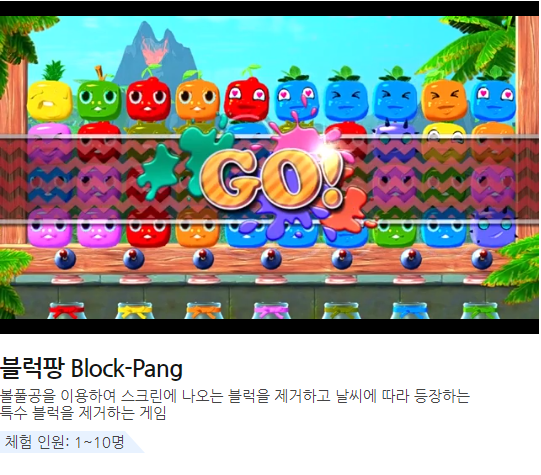 GO!
블럭팡 Block-Pang
볼풀공을 이용하여 스크린에 나오는 블럭을 제거하고 날씨에 따라 등장하는
특수 블럭을 제거하는 게임
체험 인원: 1~10명